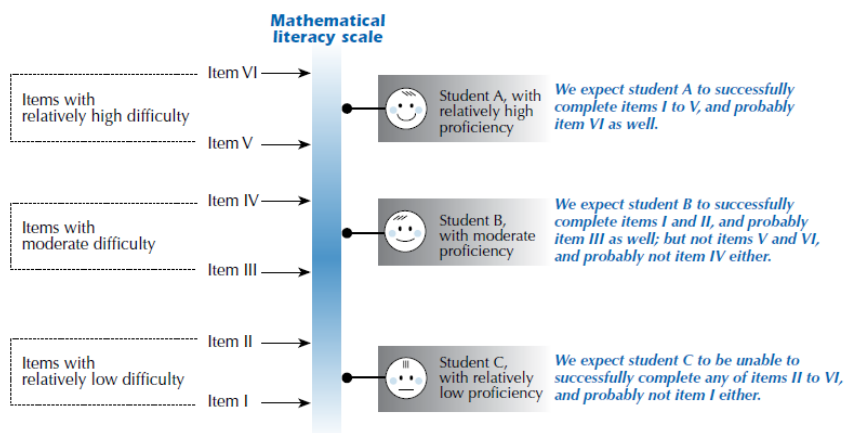 Mathematical
literacy scale
Item VI
Items with
relatively high difficulty
Item V
Student A, with
relatively high
proficiency
We expect student A to successfully
complete items I to V, and probably
item VI as well.
Item IV
Items with
moderate difficulty
Item III
Student B,
with moderate
proficiency
We expect student B to successfully
complete items I and II, and probably
item III as well; but not items V and VI,
and probably not item IV either.
Item II
Items with
relatively low difficulty
Item I
Student C,
with relatively
low proficiency
We expect student C to be unable to
successfully complete any of items II to VI,
and probably not item I either.